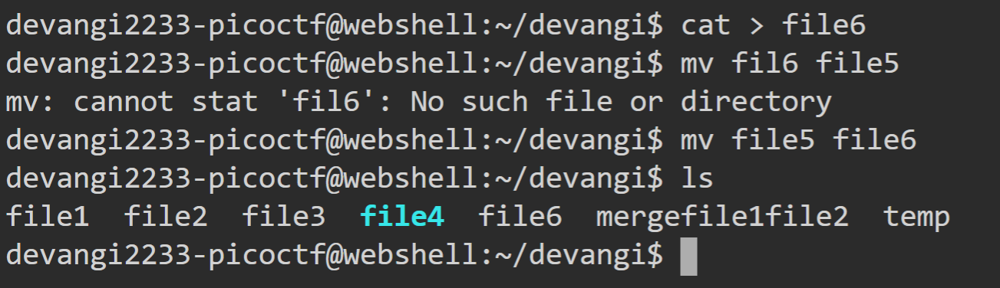 devangi2233-picoctf@webshell:~/devangi$ cat > file6
devangi2233-picoctf@webshell:~/devangi$ mv fil6 file5
mv: cannot stat 'fil6': No such file or directory
devangi2233-picoctf@webshell:~/devangi$ mv file5 file6
devangi2233-picoctf@webshell:~/devangi$ ls
file1  file2  file3  file4  file6  mergefile1file2  temp
devangi2233-picoctf@webshell:~/devangi$